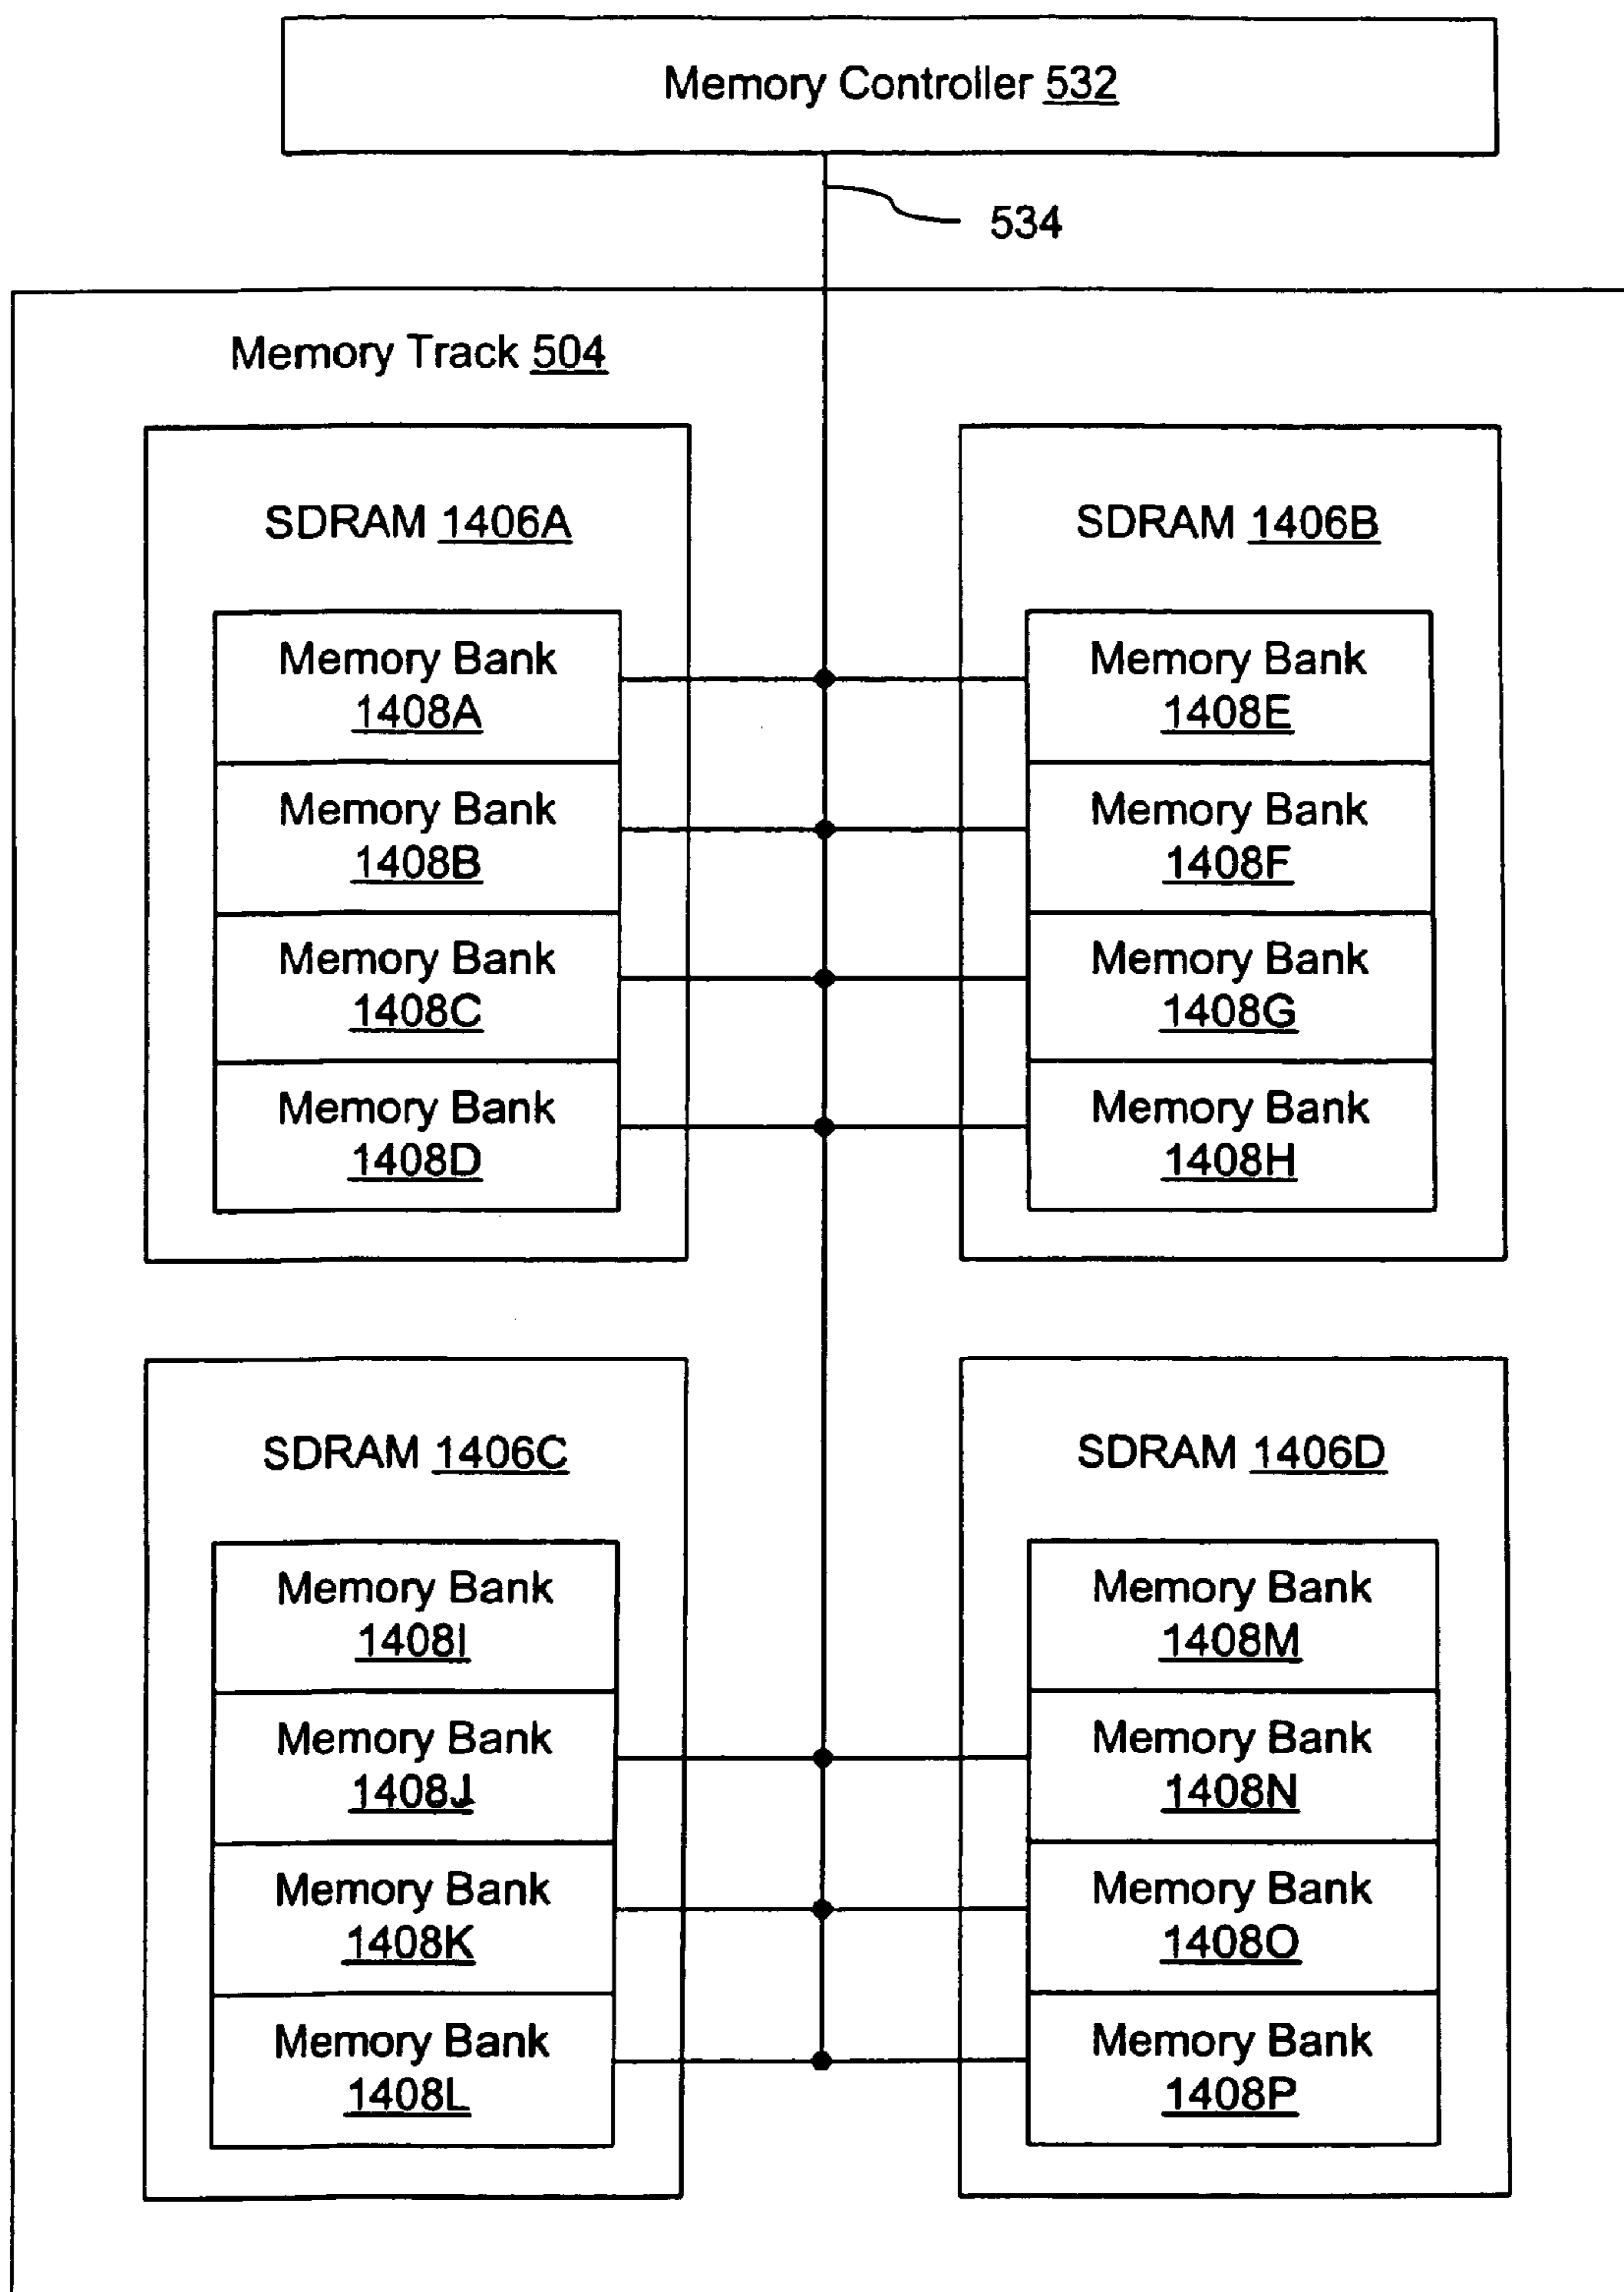 Memory Controller 532
534
Memory Track 504
SDRAM 1406A
Memory Bank
1408A
Memory Bank
1408B
Memory Bank
1408C
Memory Bank
1408D
SDRAM 1406B
Memory Bank
1408E
Memory Bank
1408F
Memory Bank
1408G
Memory Bank
1408H
SDRAM 1406C
Memory Bank
1408I
Memory Bank
1408J
Memory Bank
1408K
Memory Bank
1408L
SDRAM 1406D
Memory Bank
1408M
Memory Bank
1408N
Memory Bank
1408O
Memory Bank
1408P